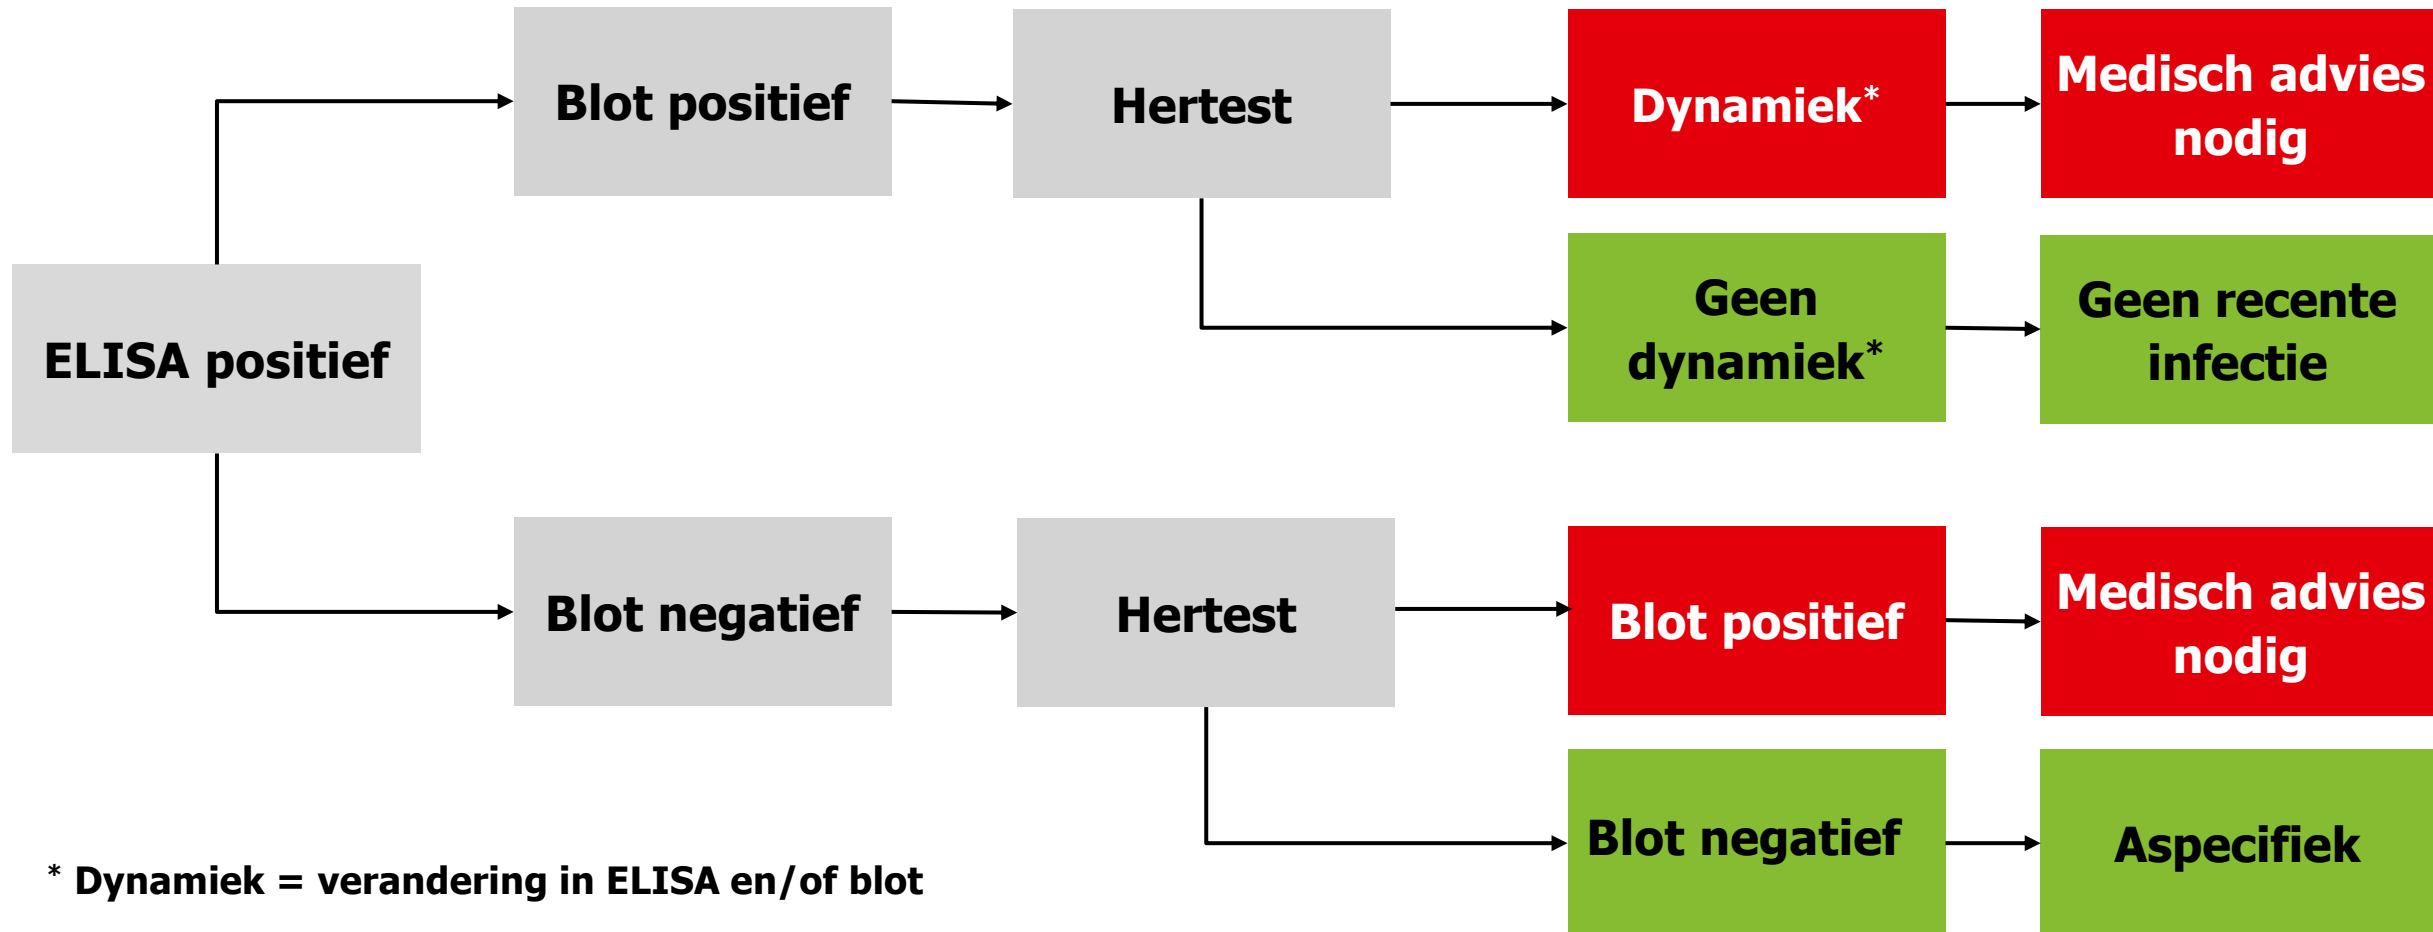 Blot positief
Hertest
Dynamiek*
Medisch advies
nodig
ELISA positief
Geen
dynamiek*
Geen recente
infectie
Blot negatief
Hertest
Blot positief
Medisch advies
nodig
Blot negatief
Aspecifiek
* Dynamiek = verandering in ELISA en/of blot